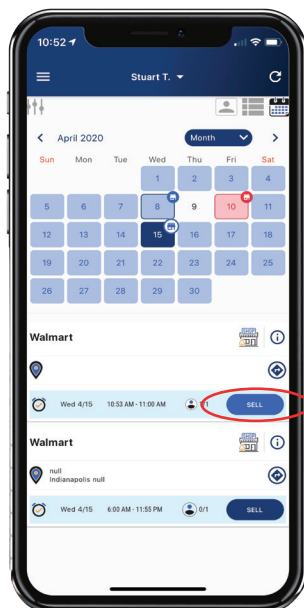 10:52
Stuart T.
April 2020
Month
Sun Mon Tue Wed Thu Fri Sat
1 2 3 4
5 6 7 8 9 10 11
12 13 14 15 16 17 18
19 20 21 22 23 24 25
26 27 28 29 30
Walmart
SHOP
Wed 4/15 10:53 AM - 11:00 AM /1 SELL
Walmart
SHOP
null
Indianapolis null
Wed 4/15 6:00 AM - 11:55 PM 0/1 SELL